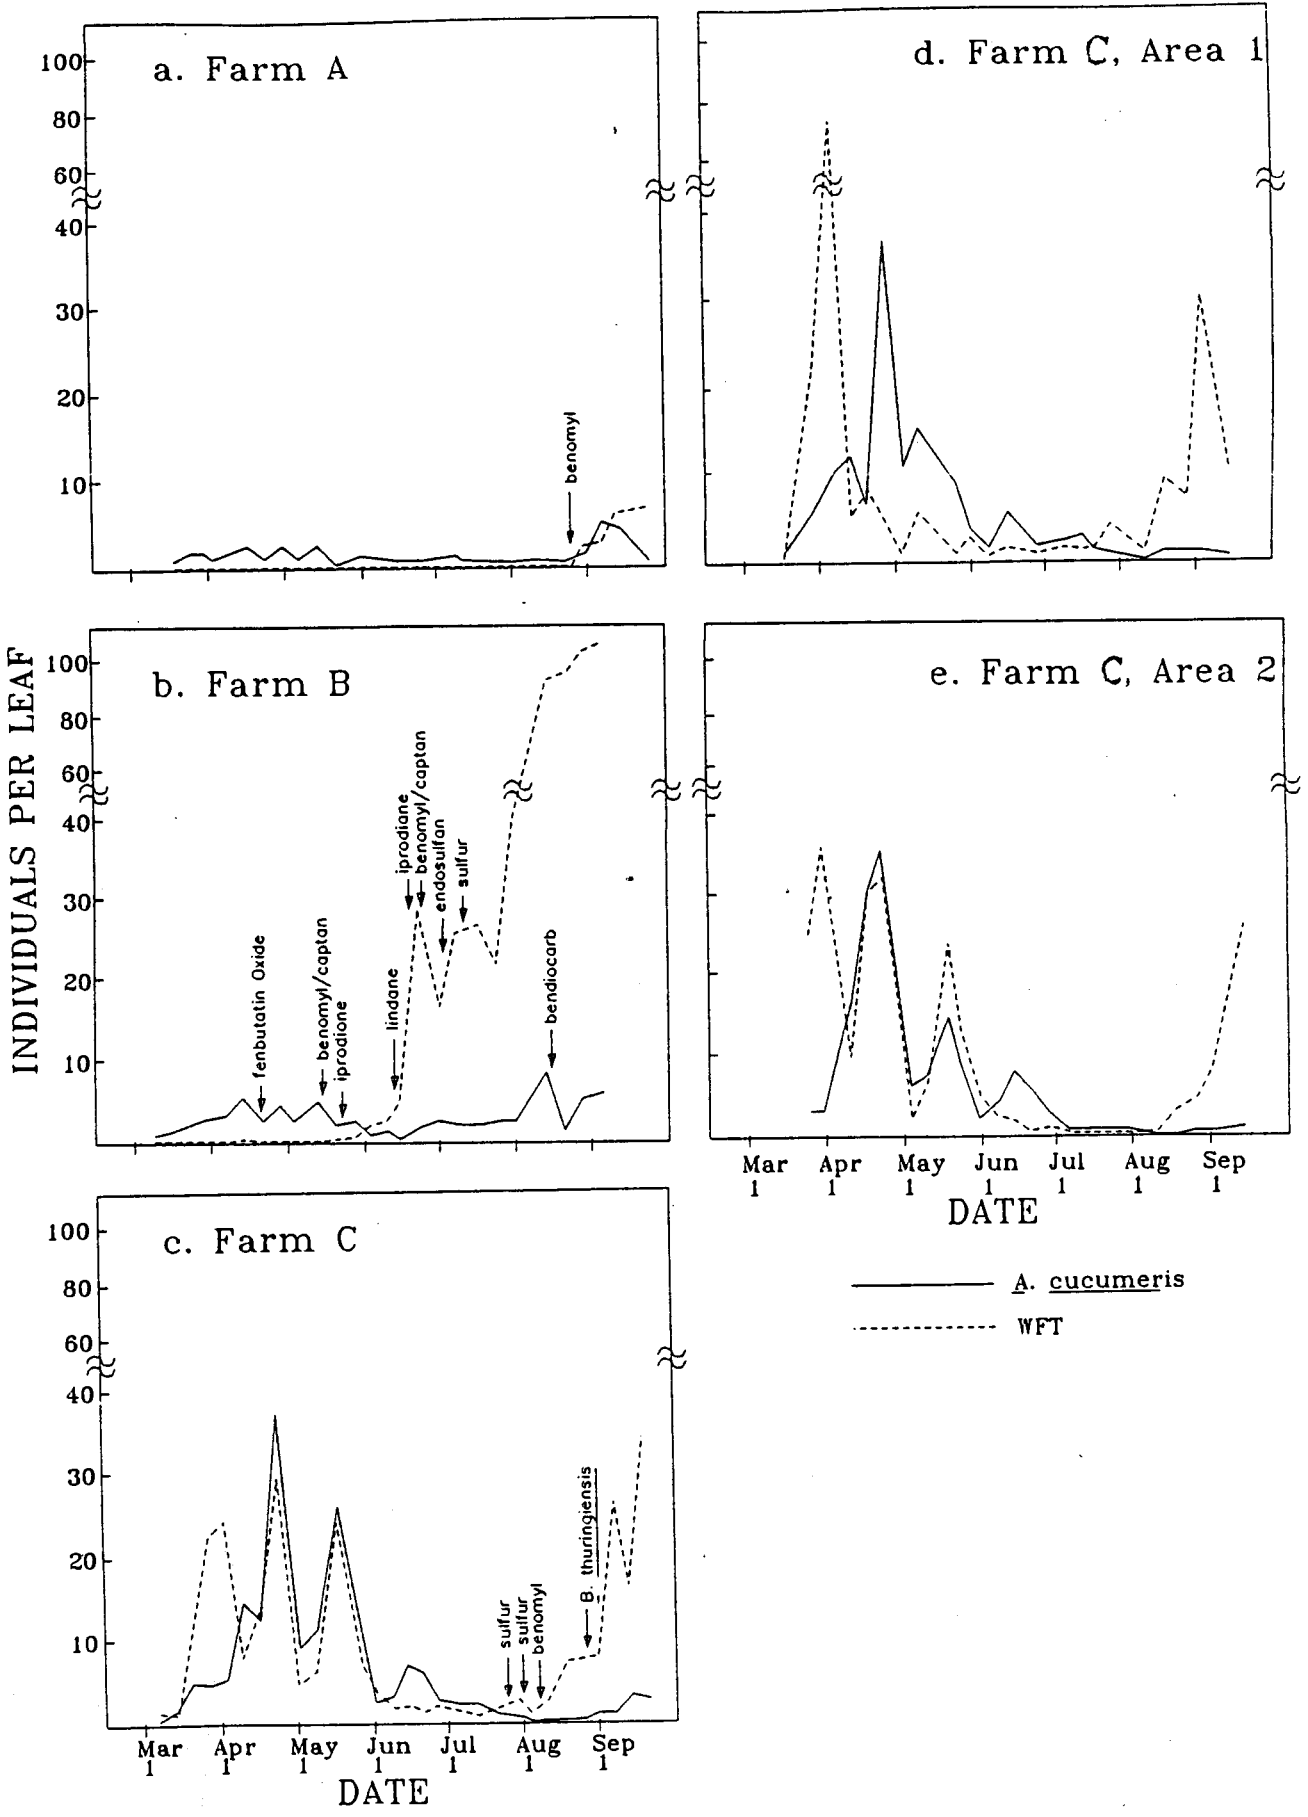 a. Farm A
100
80
60
40
30
20
10
benomyl
d. Farm C, Area 1
INDIVIDUALS PER LEAF
b. Farm B
100
80
60
40
30
20
10
fenbutatin Oxide
benomyl/captan
iprodione
lindane
iprodione
benomyl/captan
endosulfan
sulfur
bendiocarb
e. Farm C, Area 2
Mar Apr May Jun Jul Aug Sep
1 1 1 1 1 1 1
DATE
c. Farm C
100
80
60
40
30
20
10
sulfur
sulfur
benomyl
B. thuringiensis
Mar Apr May Jun Jul Aug Sep
1 1 1 1 1 1 1
DATE
A. cucumeris
WFT